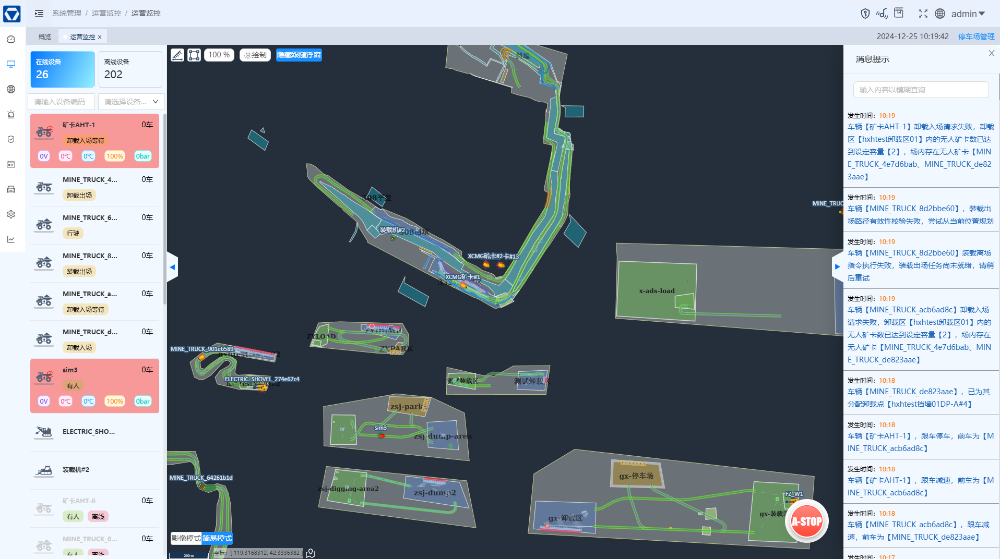 系统管理 / 运营监控 / 运营监控
admin
概览
运营监控 ×
2024-12-25 10:19:42
停车场管理
在线设备
26
离线设备
202
请输入设备编码
请选择设备...
矿卡AHT-1
0车
卸载入场等待
0V 0℃ 0℃ 100% 0bar
MINE_TRUCK_4...
0车
卸载出场
MINE_TRUCK_6...
0车
行驶
MINE_TRUCK_8...
0车
装载出场
MINE_TRUCK_a...
0车
卸载入场等待
MINE_TRUCK_d...
0车
卸载入场
sim3
0车
有人
0V 0℃ 0℃ 100% 0bar
ELECTRIC_SHO...
装载机#2
矿卡AHT-8
0车
有人 离线
MINE_TRUCK_0...
0车
有人 离线
100 %
绘制
隐藏跟随浮窗
挡墙
308平盘
装载机#2
308回填
XCMG矿卡#2
卡#13
XCMG矿卡#1
MINE_TRUC
x-ads-load
ZYLOAD
ZYPARK
MINE_TRUCK_901eb589
ELECTRIC_SHOVEL_274e67c4
测试装载区
测试卸载区
zsj-park
sim3
zsj-dump-area
MINE_TRUCK_64261b1d
zsj-digging-area2
zsj-dump2
gx-停车场
gx-卸载区
FZ_W1
gx-装载区
A-STOP
影像模式
简易模式
200 m
坐标: [ 119.3168312, 42.3336382 ]
消息提示
输入内容以模糊查询
发生时间：10:19
车辆【矿卡AHT-1】卸载入场请求失败，卸载
区【hxhtest卸载区01】内的无人矿卡数已达
到设定容量【2】，场内存在无人矿卡【MIN
E_TRUCK_4e7d6bab、MINE_TRUCK_de82
3aae】
发生时间：10:19
车辆【MINE_TRUCK_8d2bbe60】，装载出
场路径有效性校验失败，尝试从当前位置规划
发生时间：10:19
车辆【MINE_TRUCK_8d2bbe60】装载离场
指令执行失败，装载出场任务尚未就绪，请稍
后重试
发生时间：10:19
车辆【MINE_TRUCK_acb6ad8c】卸载入场
请求失败，卸载区【hxhtest卸载区01】内的
无人矿卡数已达到设定容量【2】，场内存在
无人矿卡【MINE_TRUCK_4e7d6bab、MIN
E_TRUCK_de823aae】
发生时间：10:18
车辆【MINE_TRUCK_de823aae】，已为其
分配卸载点【hxhtest挡墙01DP-A#4】
发生时间：10:18
车辆【矿卡AHT-1】，跟车停车，前车为【M
INE_TRUCK_acb6ad8c】
发生时间：10:18
车辆【矿卡AHT-1】，跟车减速，前车为【M
INE_TRUCK_acb6ad8c】
发生时间：10:18
车辆【MINE_TRUCK_acb6ad8c】，跟车减
速，前车为【MINE_TRUCK_de823aae】
发生时间：10:17